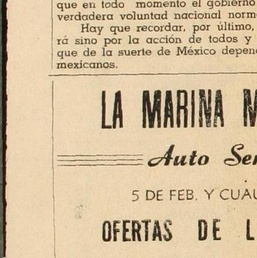 que en todo momento el gobierno
verdadera voluntad nacional norm
Hay que recordar, por último,
rá sino por la acción de todos y
que de la suerte de México depen
mexicanos.
LA MARINA M
Auto Ser
5 DE FEB. Y CUAU
OFERTAS DE L